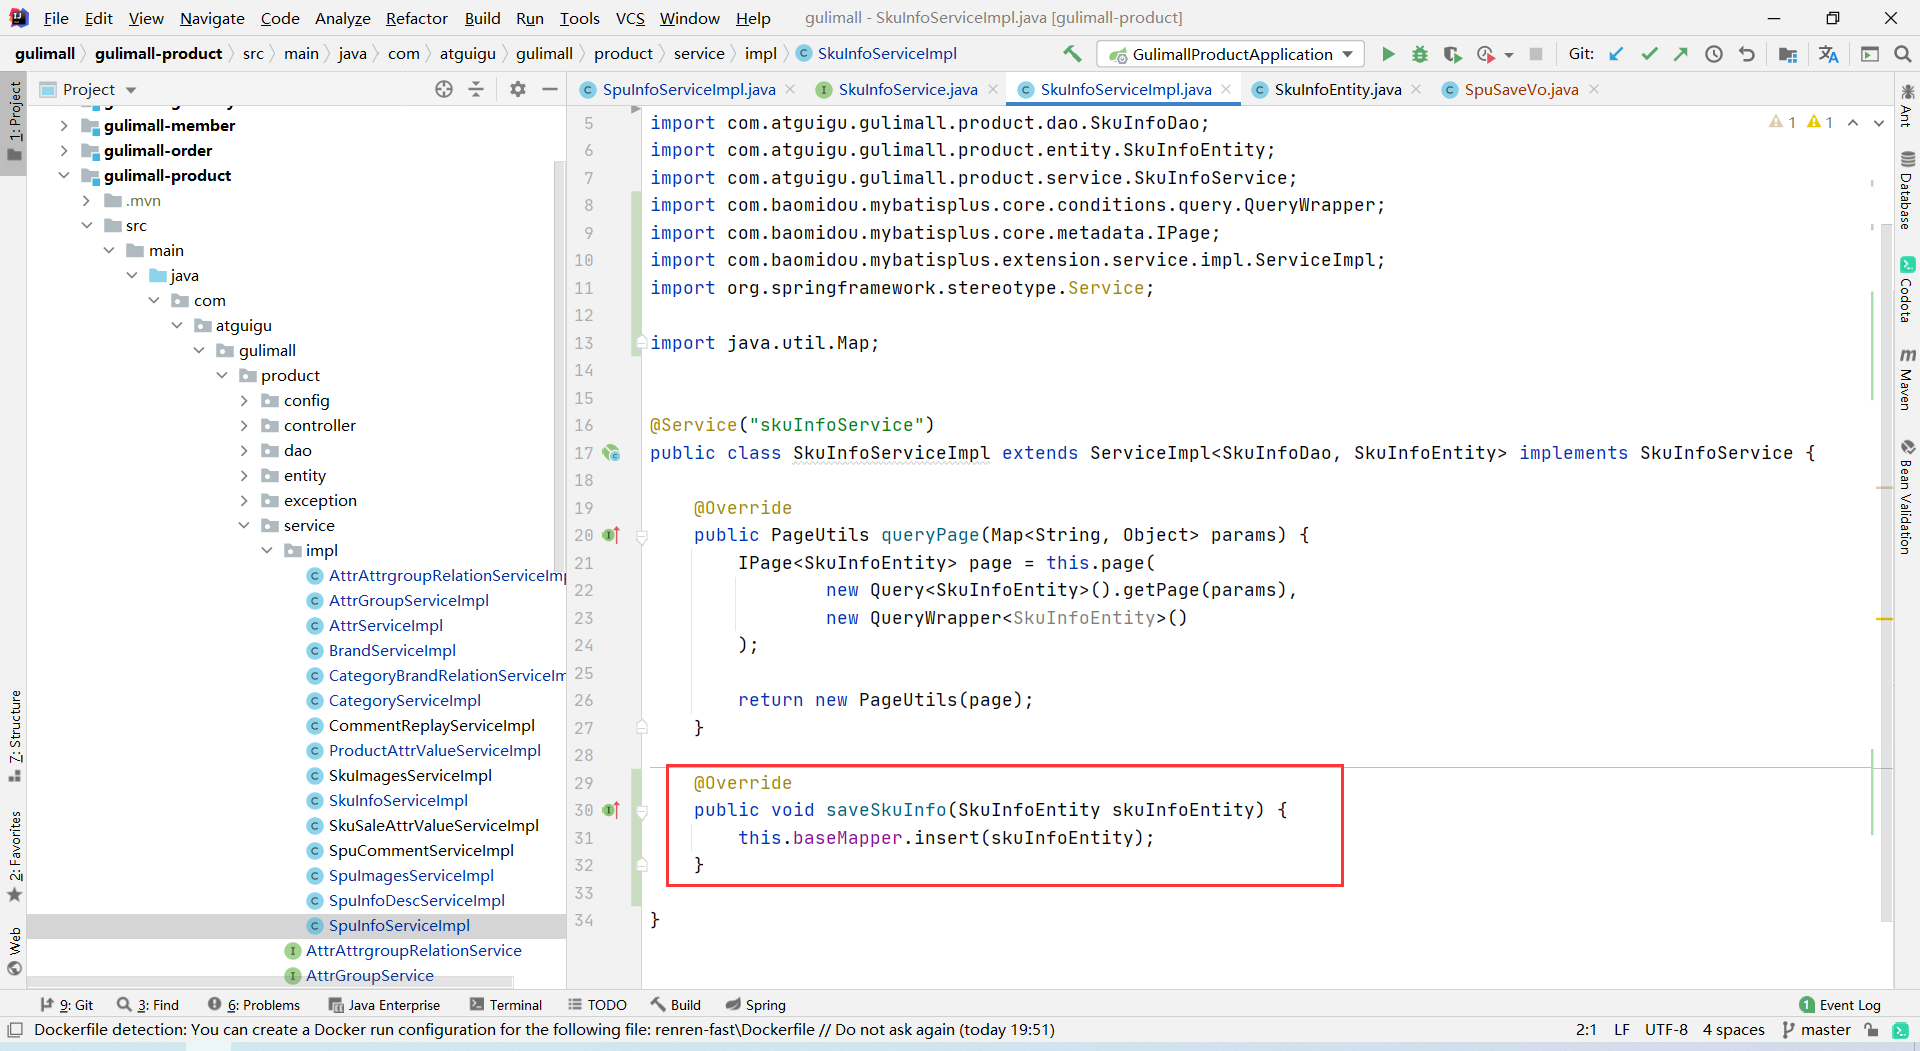 File Edit View Navigate Code Analyze Refactor Build Run Tools VCS Window Help gulimall - SkuInfoServiceImpl.java [gulimall-product]
gulimall gulimall-product src main java com atguigu gulimall product service impl SkuInfoServiceImpl GulimallProductApplication Git:
Project
SpuInfoServiceImpl.java SkuInfoService.java SkuInfoServiceImpl.java SkuInfoEntity.java SpuSaveVo.java
1: Project
7: Structure
2: Favorites
Web
gulimall-member
gulimall-order
gulimall-product
.mvn
src
main
java
com
atguigu
gulimall
product
config
controller
dao
entity
exception
service
impl
AttrAttrgroupRelationServiceImp
AttrGroupServiceImpl
AttrServiceImpl
BrandServiceImpl
CategoryBrandRelationServiceIm
CategoryServiceImpl
CommentReplayServiceImpl
ProductAttrValueServiceImpl
SkuImagesServiceImpl
SkuInfoServiceImpl
SkuSaleAttrValueServiceImpl
SpuCommentServiceImpl
SpuImagesServiceImpl
SpuInfoDescServiceImpl
SpuInfoServiceImpl
AttrAttrgroupRelationService
AttrGroupService
1 1
5 import com.atguigu.gulimall.product.dao.SkuInfoDao;
6 import com.atguigu.gulimall.product.entity.SkuInfoEntity;
7 import com.atguigu.gulimall.product.service.SkuInfoService;
8 import com.baomidou.mybatisplus.core.conditions.query.QueryWrapper;
9 import com.baomidou.mybatisplus.core.metadata.IPage;
10 import com.baomidou.mybatisplus.extension.service.impl.ServiceImpl;
11 import org.springframework.stereotype.Service;
12
13 import java.util.Map;
14
15
16 @Service("skuInfoService")
17 public class SkuInfoServiceImpl extends ServiceImpl<SkuInfoDao, SkuInfoEntity> implements SkuInfoService {
18
19 @Override
20 public PageUtils queryPage(Map<String, Object> params) {
21 IPage<SkuInfoEntity> page = this.page(
22 new Query<SkuInfoEntity>().getPage(params),
23 new QueryWrapper<SkuInfoEntity>()
24 );
25
26 return new PageUtils(page);
27 }
28
29 @Override
30 public void saveSkuInfo(SkuInfoEntity skuInfoEntity) {
31 this.baseMapper.insert(skuInfoEntity);
32 }
33
34 }
Ant
Database
Codota
Maven
Bean Validation
9: Git 3: Find 6: Problems Java Enterprise Terminal TODO Build Spring 1 Event Log
Dockerfile detection: You can create a Docker run configuration for the following file: renren-fast\Dockerfile // Do not ask again (today 19:51) 2:1 LF UTF-8 4 spaces master